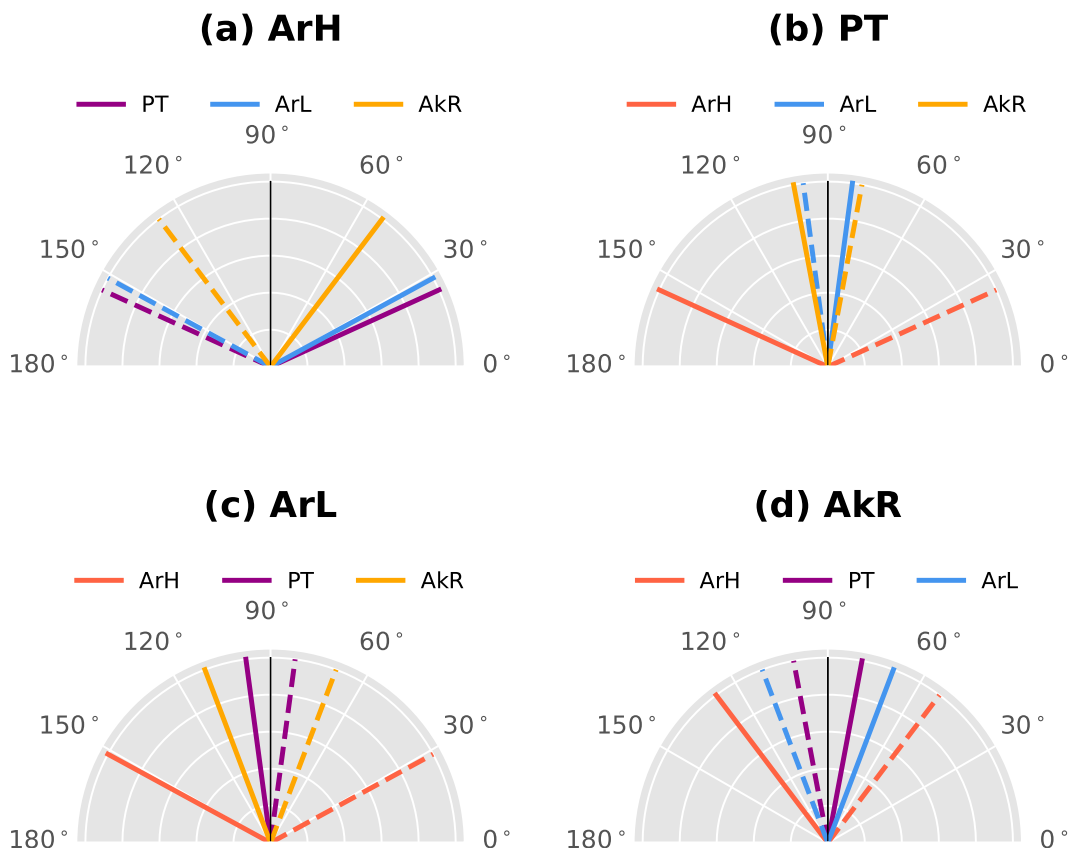 (a) ArH
PT ArL AkR
90°
120° 60°
150° 30°
180° 0°
(b) PT
ArH ArL AkR
90°
120° 60°
150° 30°
180° 0°
(c) ArL
ArH PT AkR
90°
120° 60°
150° 30°
180° 0°
(d) AkR
ArH PT ArL
90°
120° 60°
150° 30°
180° 0°